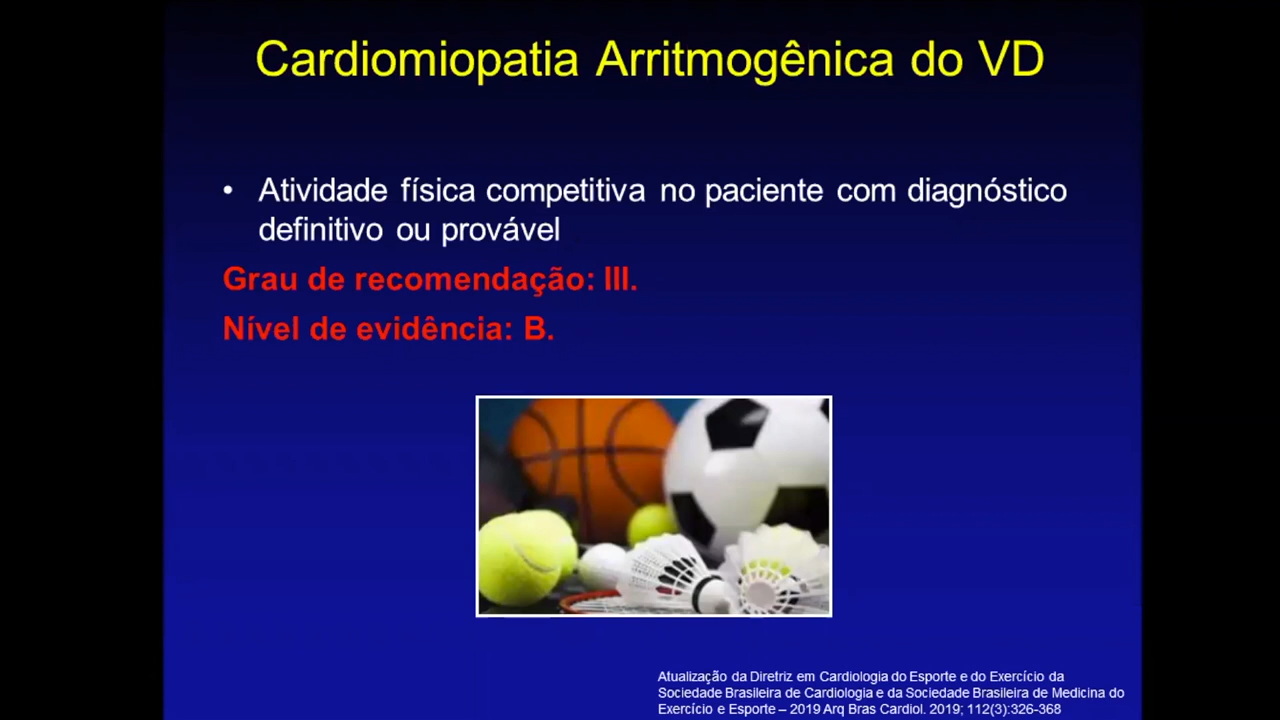 Cardiomiopatia Arritmogênica do VD
• Atividade física competitiva no paciente com diagnóstico
definitivo ou provável
Grau de recomendação: III.
Nível de evidência: B.
Atualização da Diretriz em Cardiologia do Esporte e do Exercício da
Sociedade Brasileira de Cardiologia e da Sociedade Brasileira de Medicina do
Exercício e Esporte – 2019 Arq Bras Cardiol. 2019; 112(3):326-368